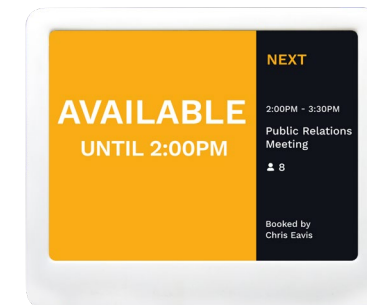 AVAILABLE
UNTIL 2:00PM
NEXT
2:00PM - 3:30PM
Public Relations
Meeting
8
Booked by
Chris Eavis